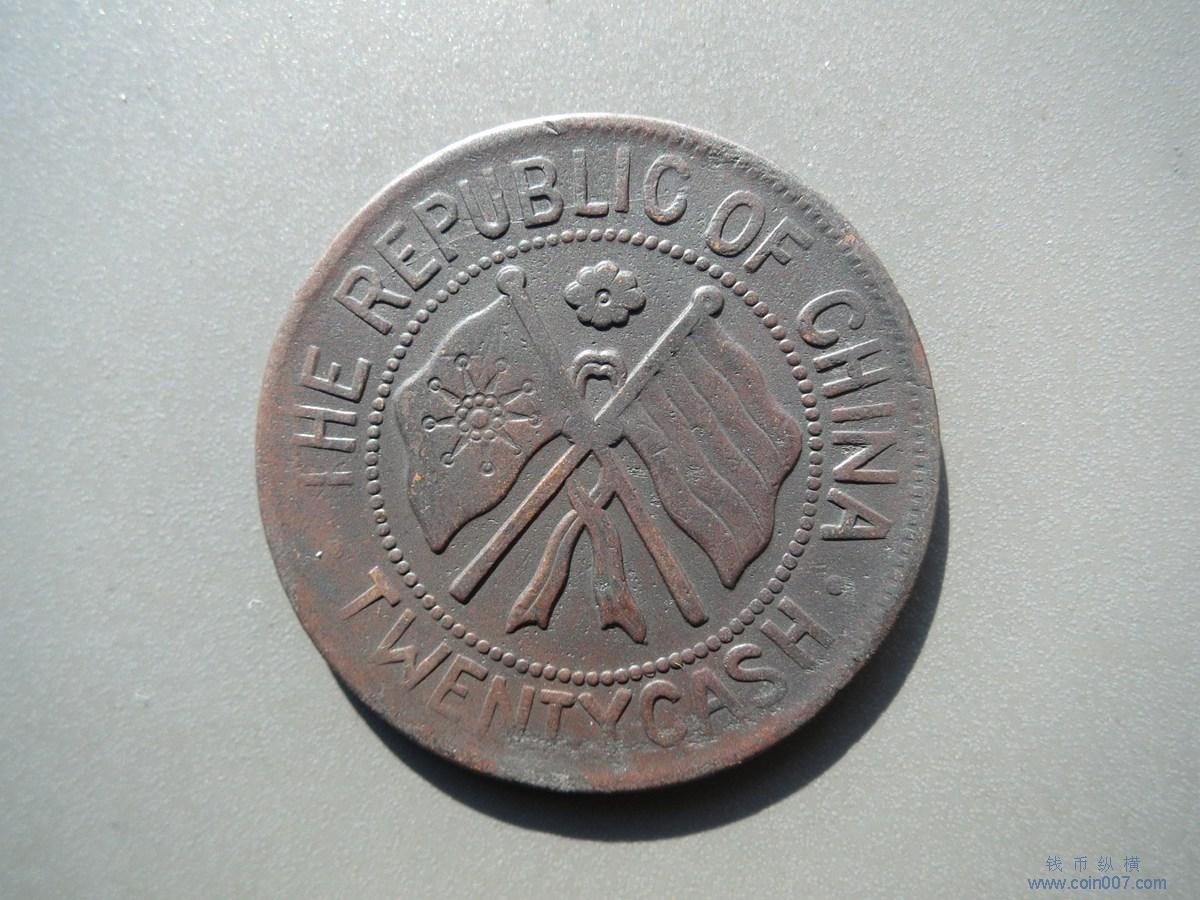 THE REPUBLIC OF CHINA
TWENTY CASH
钱币纵横
www.coin007.com